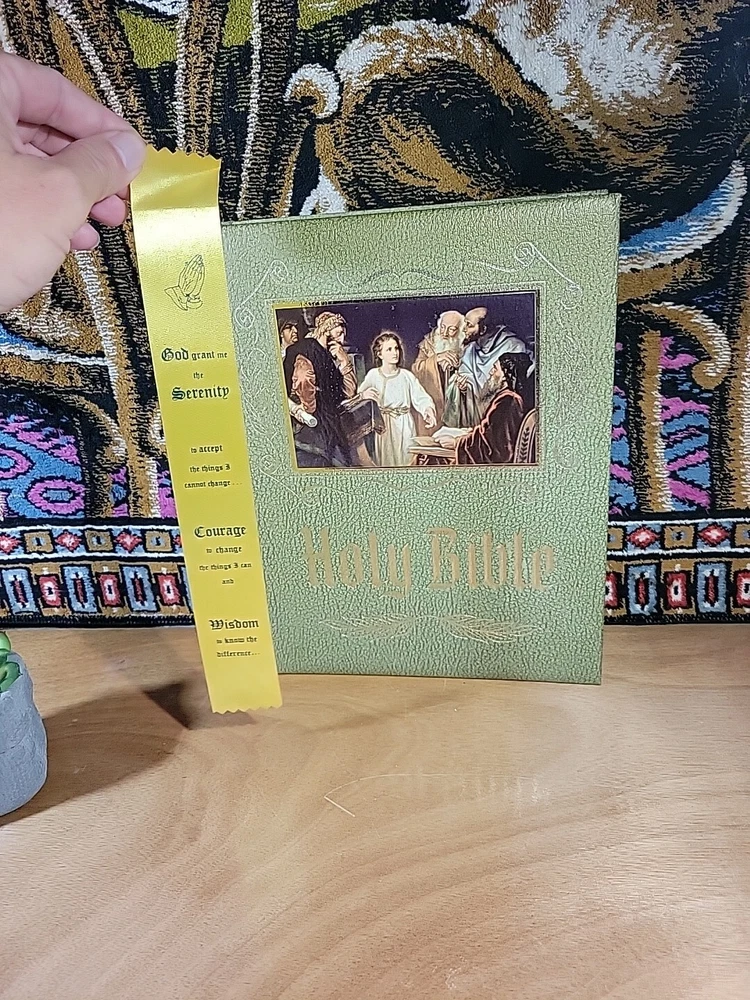 God grant me
the
Serenity
to accept
the things I
cannot change...
Courage
to change
the things I can
and
Wisdom
to know the
difference...
Holy Bible